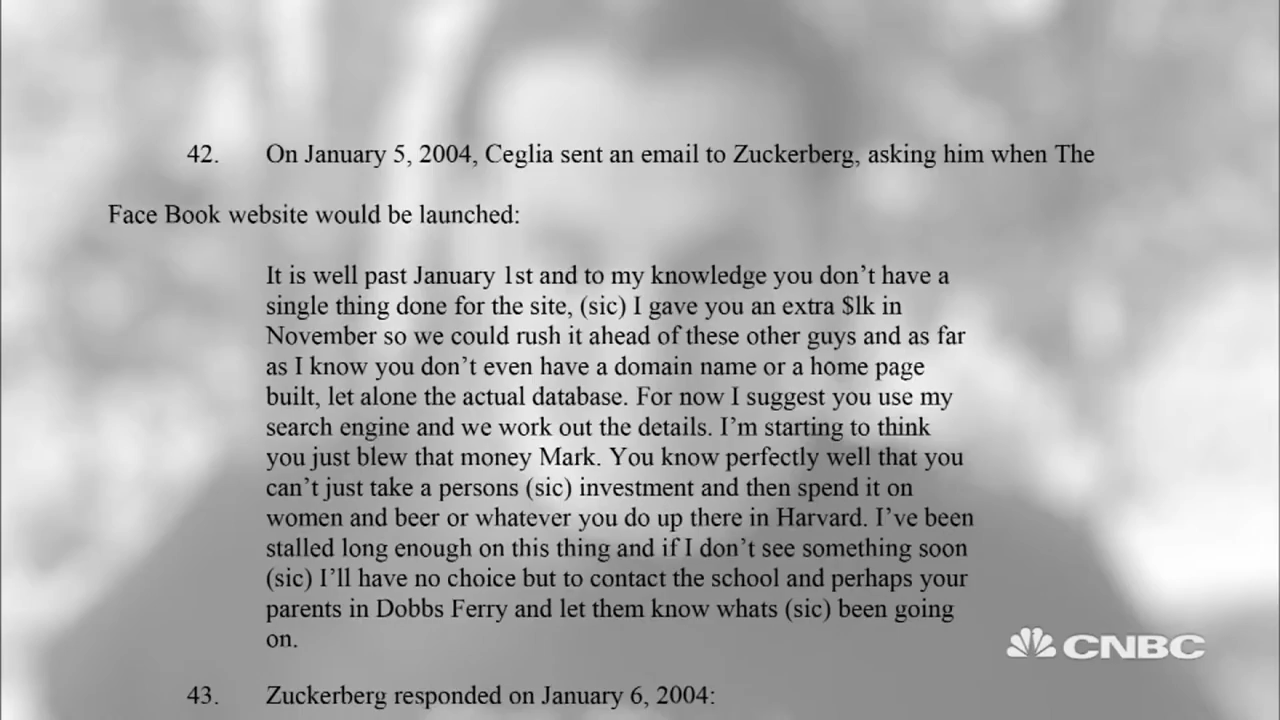 42. On January 5, 2004, Ceglia sent an email to Zuckerberg, asking him when The
Face Book website would be launched:
It is well past January 1st and to my knowledge you don't have a
single thing done for the site, (sic) I gave you an extra $lk in
November so we could rush it ahead of these other guys and as far
as I know you don't even have a domain name or a home page
built, let alone the actual database. For now I suggest you use my
search engine and we work out the details. I'm starting to think
you just blew that money Mark. You know perfectly well that you
can't just take a persons (sic) investment and then spend it on
women and beer or whatever you do up there in Harvard. I've been
stalled long enough on this thing and if I don't see something soon
(sic) I'll have no choice but to contact the school and perhaps your
parents in Dobbs Ferry and let them know whats (sic) been going
on.
CNBC
43. Zuckerberg responded on January 6, 2004: